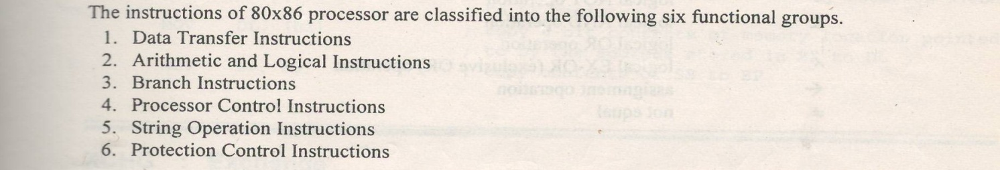 The instructions of 80x86 processor are classified into the following six functional groups.
1. Data Transfer Instructions
2. Arithmetic and Logical Instructions
3. Branch Instructions
4. Processor Control Instructions
5. String Operation Instructions
6. Protection Control Instructions